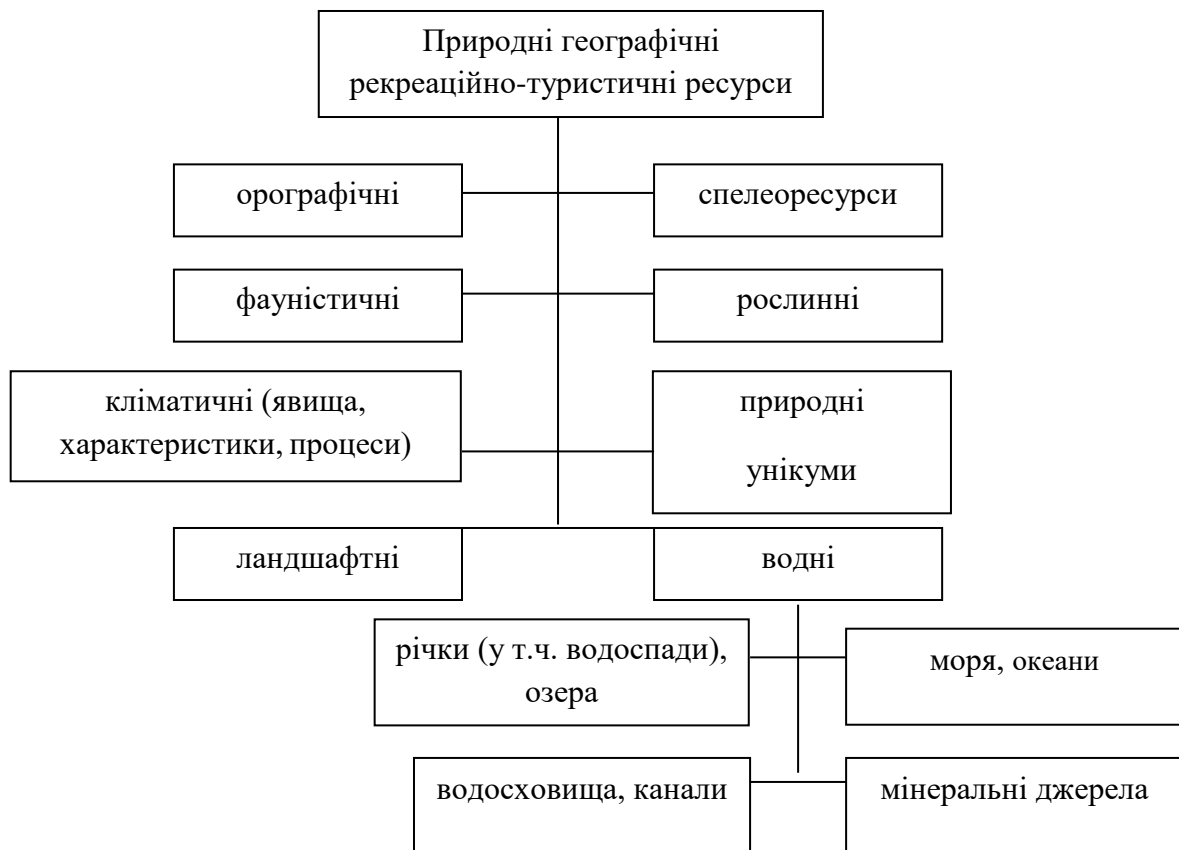 Природні географічні
рекреаційно-туристичні ресурси
орографічні
спелеоресурси
фауністичні
рослинні
кліматичні (явища,
характеристики, процеси)
природні
унікуми
ландшафтні
водні
річки (у т.ч. водоспади),
озера
моря, океани
водосховища, канали
мінеральні джерела